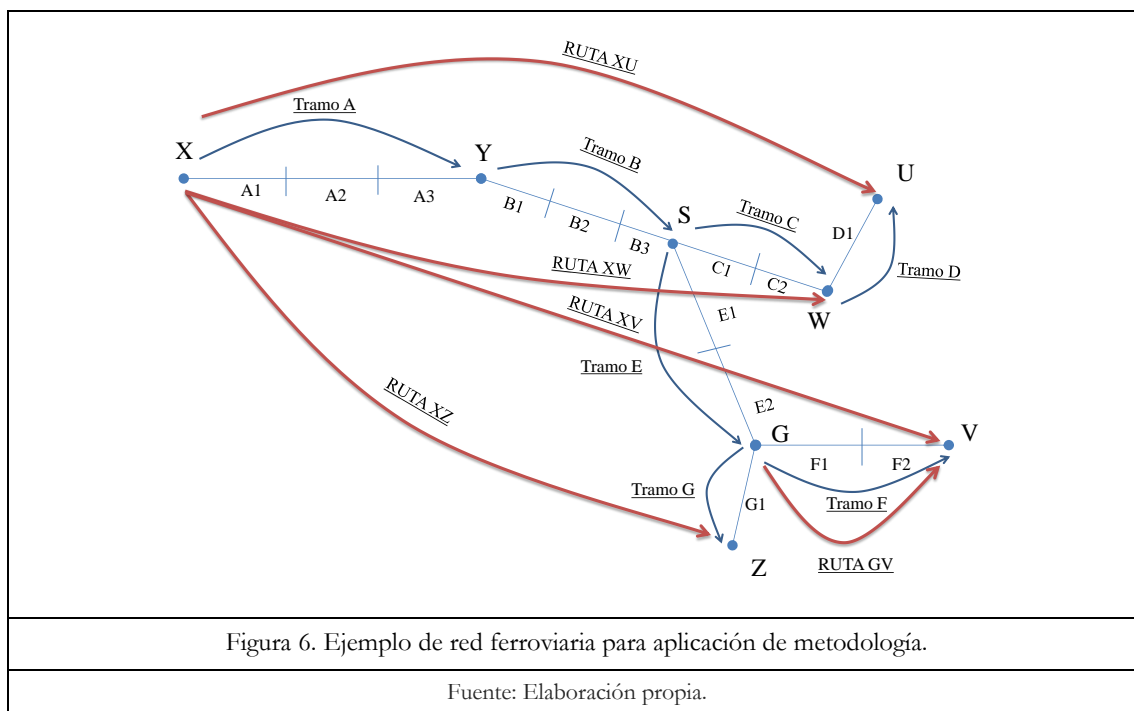 RUTA XU
Tramo A
X
Y
Tramo B
U
A1
A2
A3
B1
B2
B3
S
Tramo C
D1
C1
C2
Tramo D
RUTA XW
W
RUTA XV
E1
Tramo E
RUTA XZ
E2
G
V
F1
F2
Tramo G
G1
Tramo F
Z
RUTA GV
Figura 6. Ejemplo de red ferroviaria para aplicación de metodología.
Fuente: Elaboración propia.